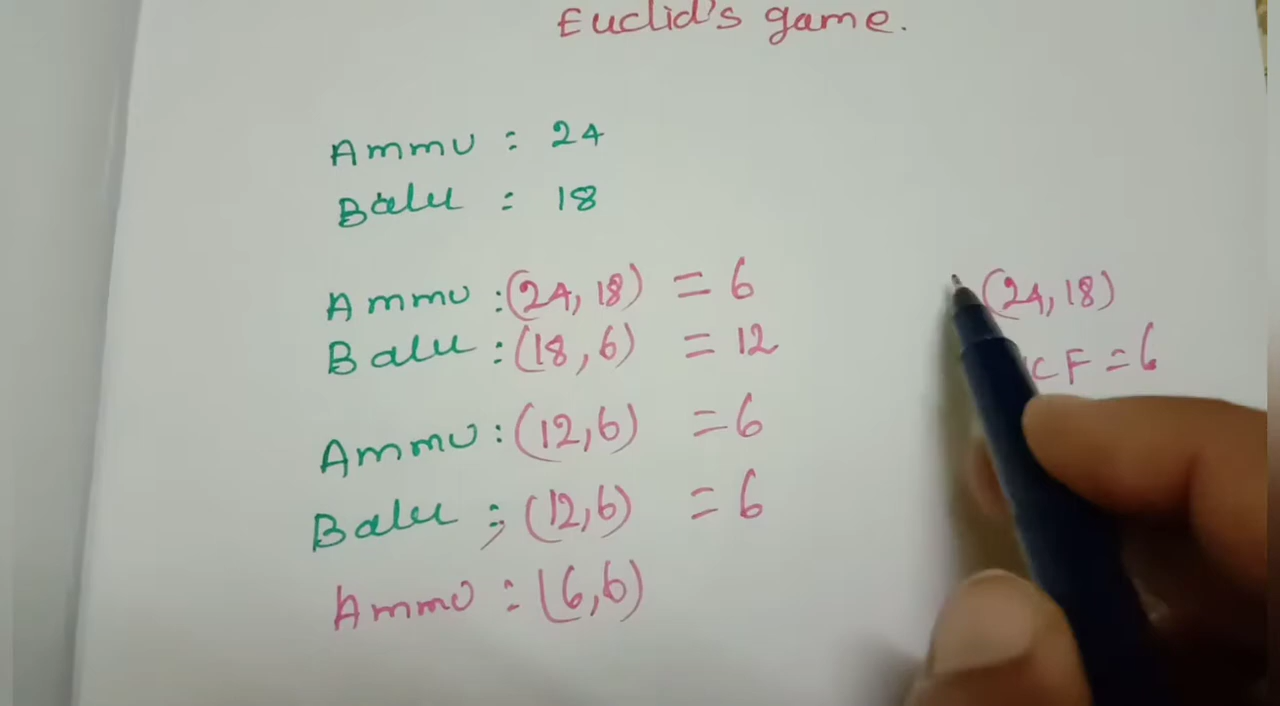 Euclid's game.
Ammu : 24
Balu : 18
Ammu : (24, 18) = 6
Balu : (18, 6) = 12
Ammu : (12, 6) = 6
Balu : (12, 6) = 6
Ammu : (6, 6)
(24, 18)
CF = 6